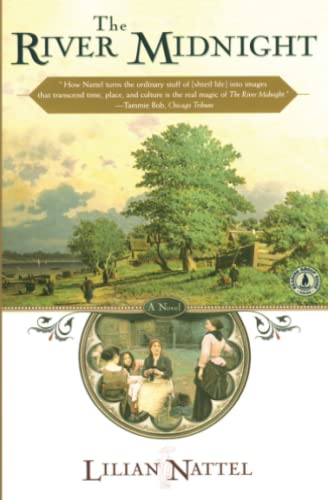 The
RIVER MIDNIGHT
" How Nattel turns the ordinary stuff of [shtetl life] into images
that transcend time, place, and culture is the real magic of The River Midnight."
—Tammie Bob, Chicago Tribune
A Novel
LILIAN NATTEL